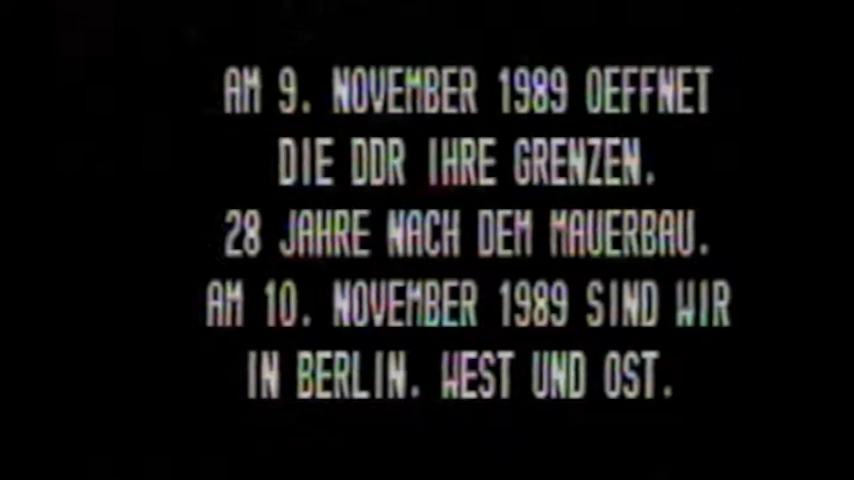 AM 9. NOVEMBER 1989 OEFFNET
DIE DDR IHRE GRENZEN.
28 JAHRE NACH DEM MAUERBAU.
AM 10. NOVEMBER 1989 SIND WIR
IN BERLIN. WEST UND OST.